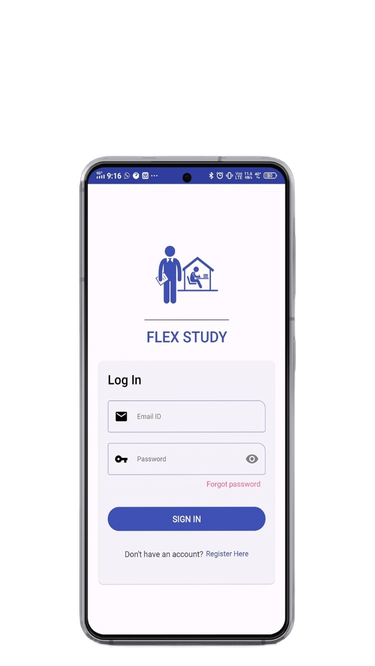 9:16
FLEX STUDY
Log In
Email ID
Password
Forgot password
SIGN IN
Don't have an account? Register Here